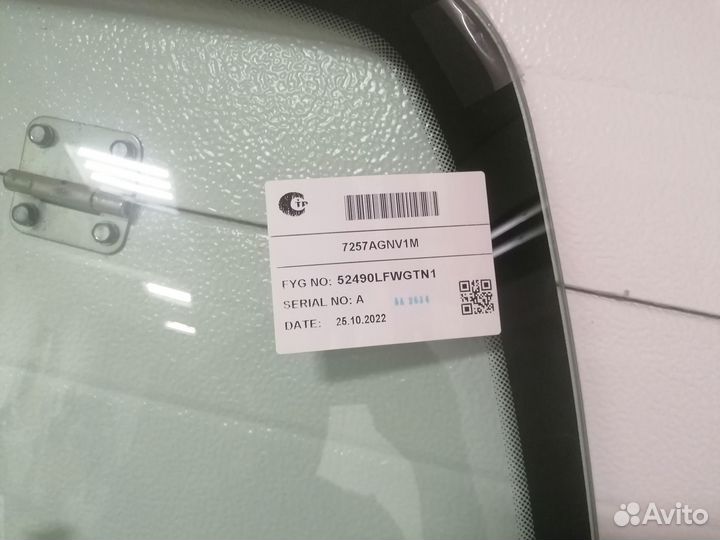 7257AGNV1M
FYG NO: 52490LFWGTN1
SERIAL NO: A
DATE: 25.10.2022
Avito